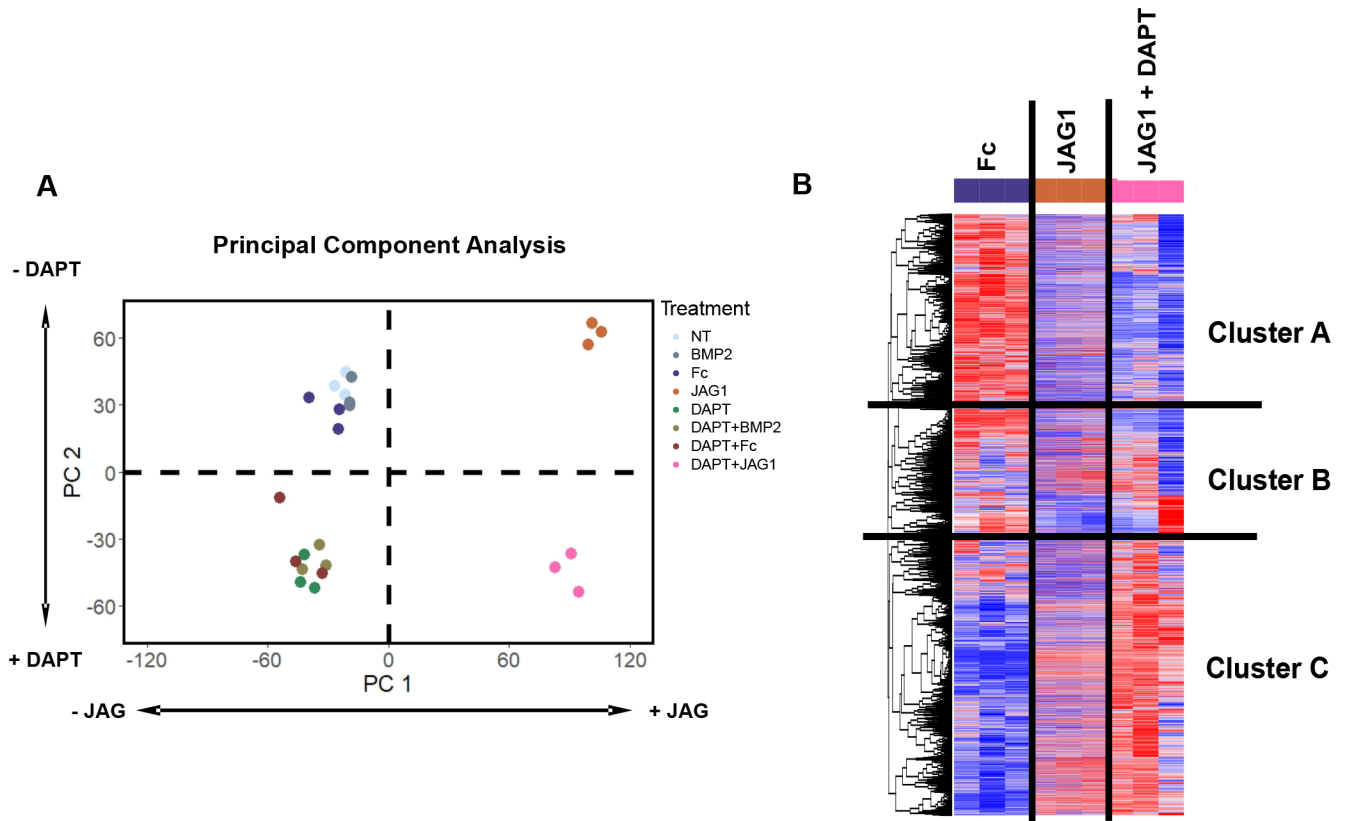 A
Principal Component Analysis
- DAPT
+ DAPT
PC 2
60
30
0
-30
-60
-120
-60
0
60
120
PC 1
- JAG
+ JAG
Treatment
NT
BMP2
Fc
JAG1
DAPT
DAPT+BMP2
DAPT+Fc
DAPT+JAG1
B
Fc
JAG1
JAG1 + DAPT
Cluster A
Cluster B
Cluster C